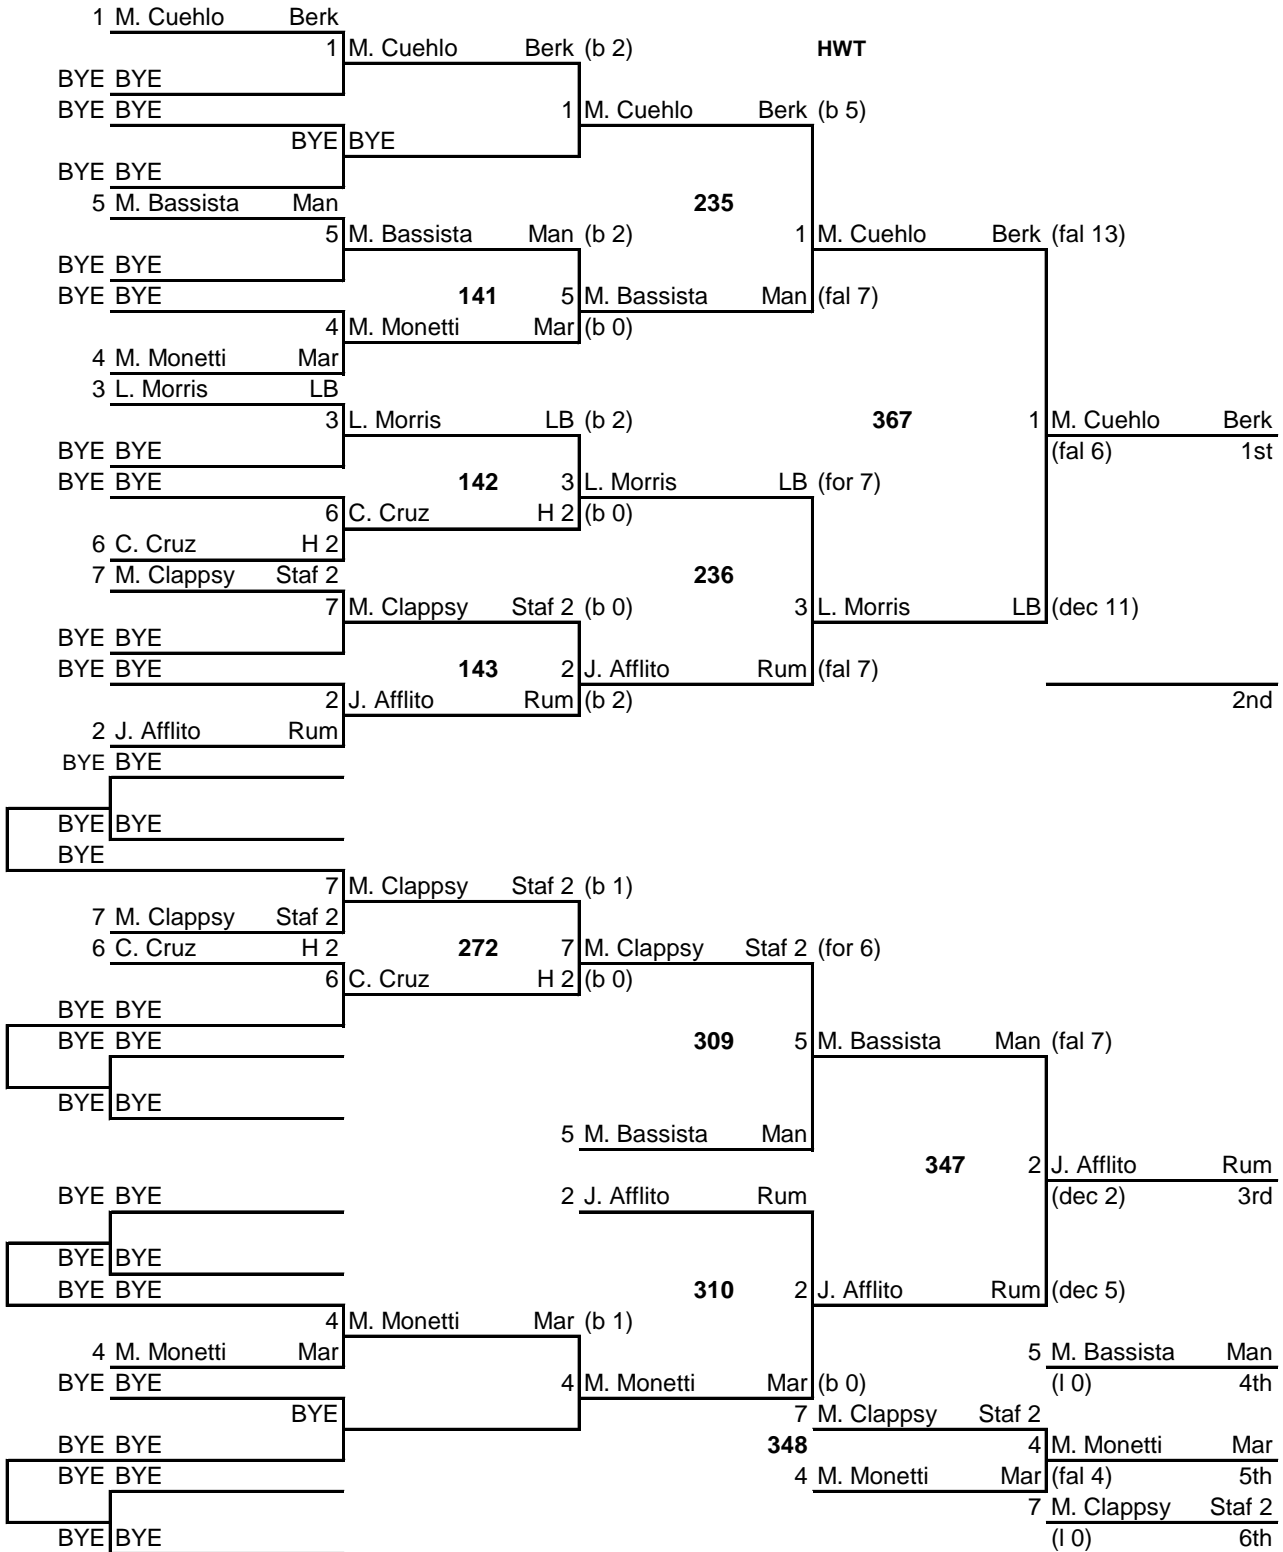 1 M. Cuehlo Berk
1 M. Cuehlo Berk (b 2) HWT
BYE BYE
BYE BYE 1 M. Cuehlo Berk (b 5)
BYE BYE
BYE BYE
5 M. Bassista Man 235
5 M. Bassista Man (b 2) 1 M. Cuehlo Berk (fal 13)
BYE BYE
BYE BYE 141 5 M. Bassista Man (fal 7)
4 M. Monetti Mar (b 0)
4 M. Monetti Mar
3 L. Morris LB
3 L. Morris LB (b 2) 367 1 M. Cuehlo Berk
BYE BYE (fal 6) 1st
BYE BYE 142 3 L. Morris LB (for 7)
6 C. Cruz H 2 (b 0)
6 C. Cruz H 2
7 M. Clappsy Staf 2 236
7 M. Clappsy Staf 2 (b 0) 3 L. Morris LB (dec 11)
BYE BYE
BYE BYE 143 2 J. Afflito Rum (fal 7)
2 J. Afflito Rum (b 2) 2nd
2 J. Afflito Rum
BYE BYE
BYE BYE
BYE
7 M. Clappsy Staf 2 (b 1)
7 M. Clappsy Staf 2
6 C. Cruz H 2 272 7 M. Clappsy Staf 2 (for 6)
6 C. Cruz H 2 (b 0)
BYE BYE
BYE BYE 309 5 M. Bassista Man (fal 7)
BYE BYE
5 M. Bassista Man
347 2 J. Afflito Rum
BYE BYE 2 J. Afflito Rum (dec 2) 3rd
BYE BYE
BYE BYE 310 2 J. Afflito Rum (dec 5)
4 M. Monetti Mar (b 1)
4 M. Monetti Mar 5 M. Bassista Man
BYE BYE 4 M. Monetti Mar (b 0) (l 0) 4th
BYE 7 M. Clappsy Staf 2
BYE BYE 348 4 M. Monetti Mar
BYE BYE 4 M. Monetti Mar (fal 4) 5th
7 M. Clappsy Staf 2
BYE BYE (l 0) 6th